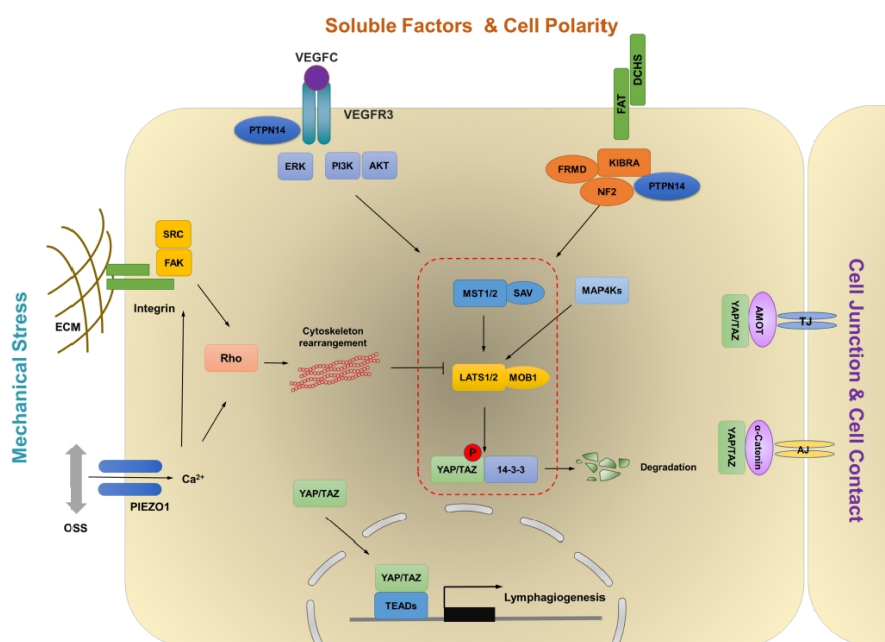 Soluble Factors & Cell Polarity
VEGFC
VEGFR3
PTPN14
ERK
PI3K
AKT
DCHS
FAT
FRMD
KIBRA
NF2
PTPN14
Mechanical Stress
ECM
SRC
FAK
Integrin
Rho
Cytoskeleton
rearrangement
OSS
PIEZO1
Ca²⁺
MST1/2
SAV
MAP4Ks
LATS1/2
MOB1
P
YAP/TAZ
14-3-3
Degradation
YAP/TAZ
YAP/TAZ
TEADs
Lymphagiogenesis
YAP/TAZ
AMOT
TJ
YAP/TAZ
α-Catenin
AJ
Cell Junction & Cell Contact